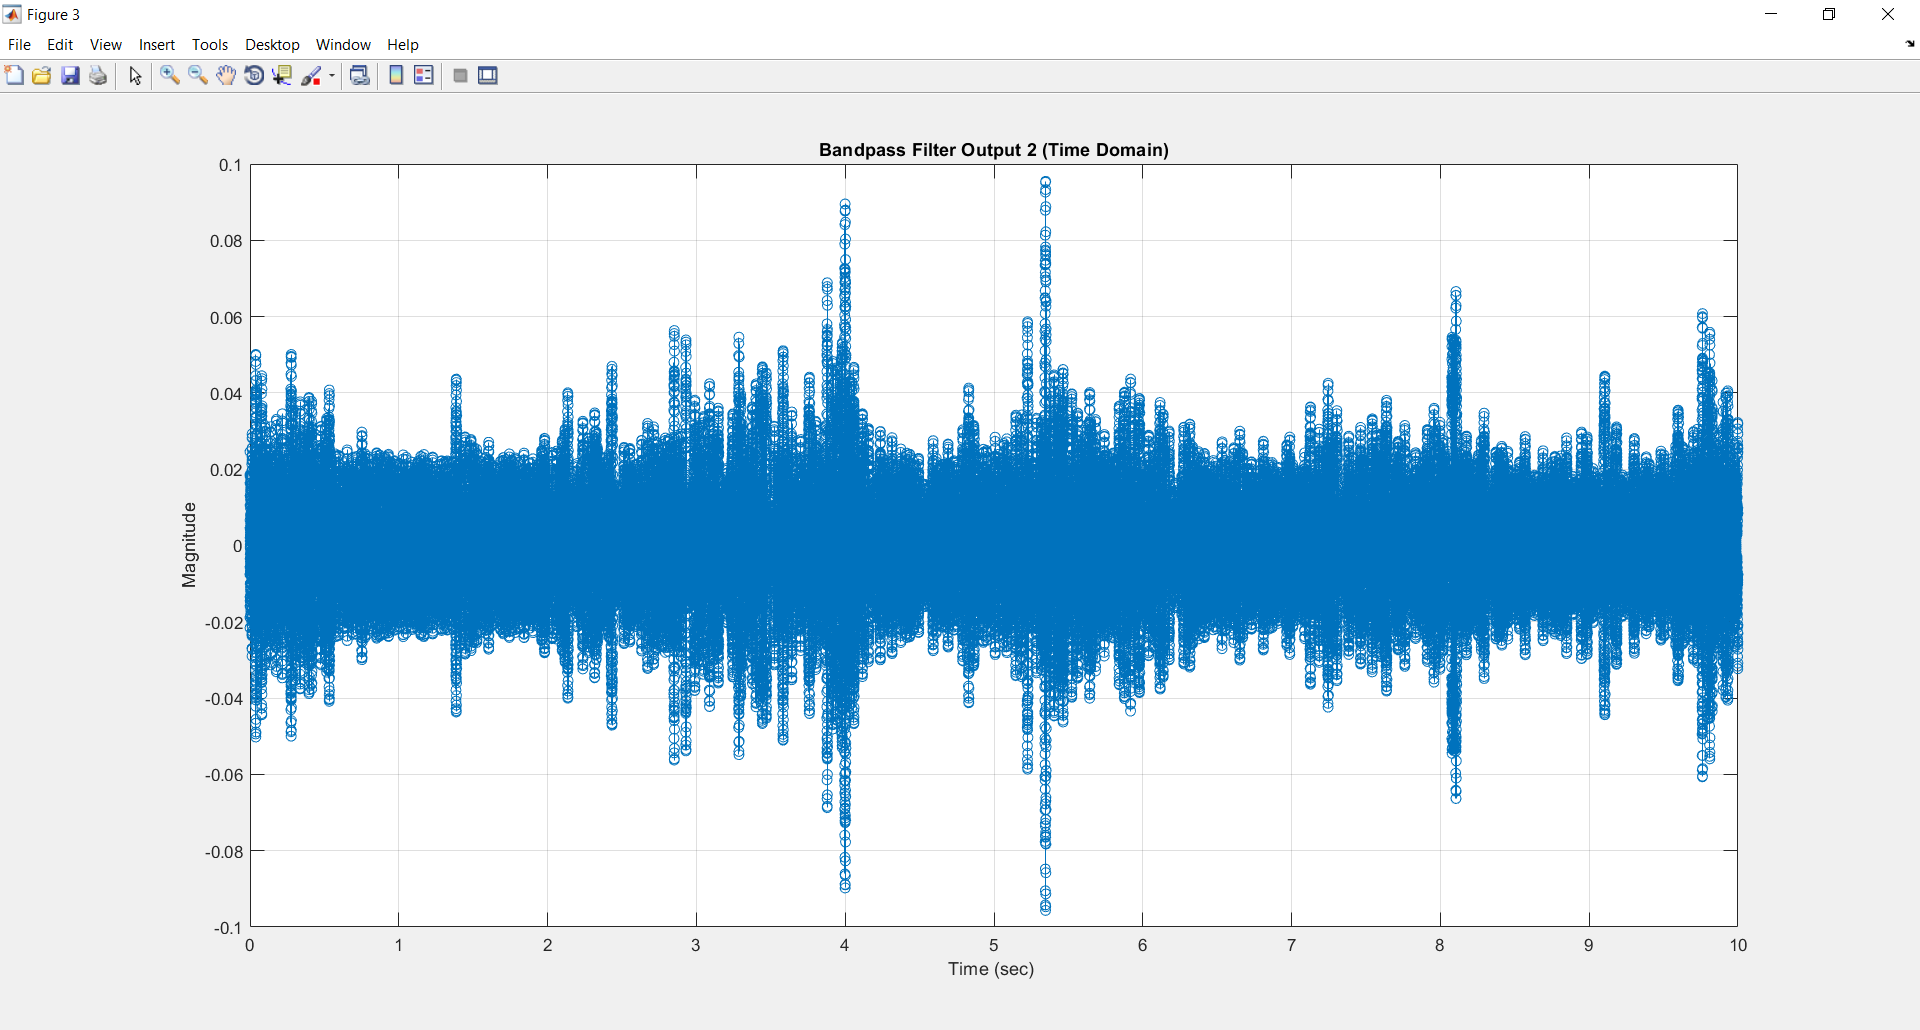 Figure 3
File Edit View Insert Tools Desktop Window Help
Bandpass Filter Output 2 (Time Domain)
0.1
0.08
0.06
0.04
0.02
0
-0.02
-0.04
-0.06
-0.08
-0.1
Magnitude
0 1 2 3 4 5 6 7 8 9 10
Time (sec)